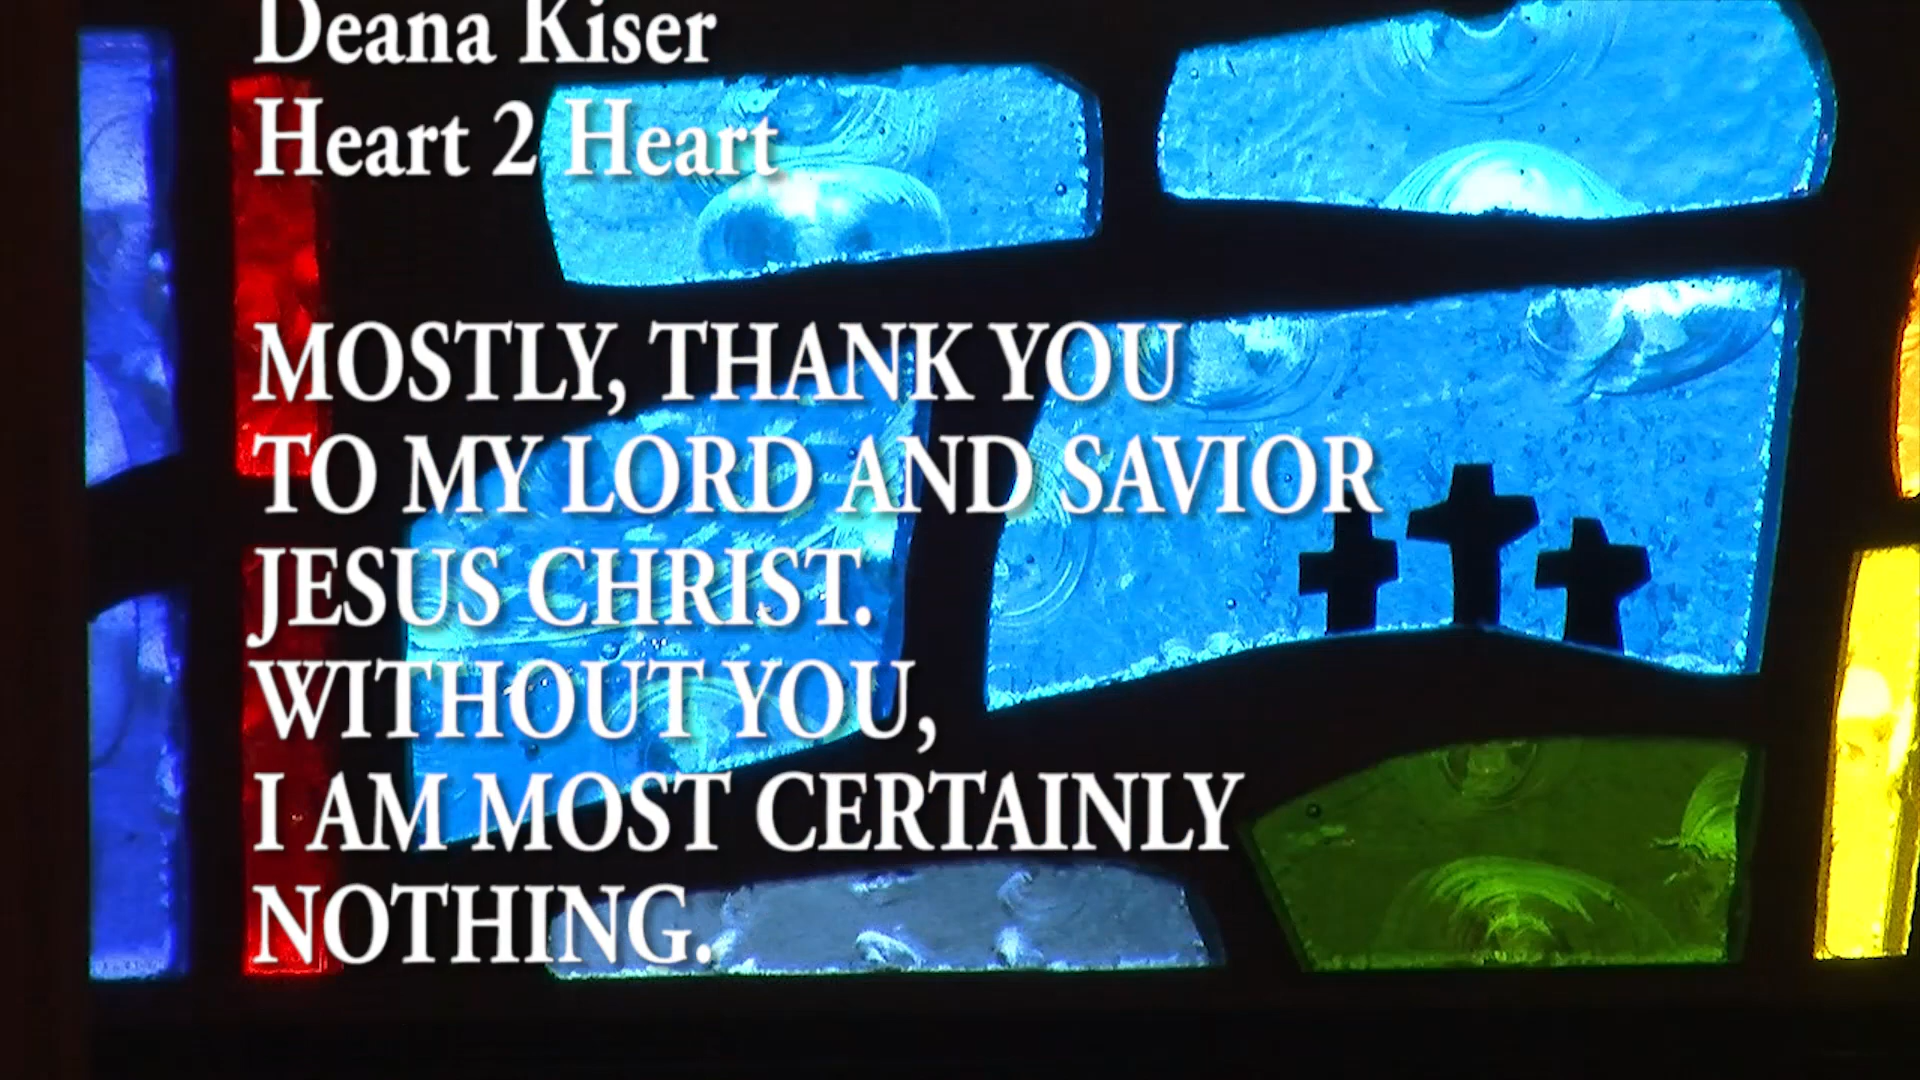 Deana Kiser
Heart 2 Heart
MOSTLY, THANK YOU
TO MY LORD AND SAVIOR
JESUS CHRIST.
WITHOUT YOU,
I AM MOST CERTAINLY
NOTHING.